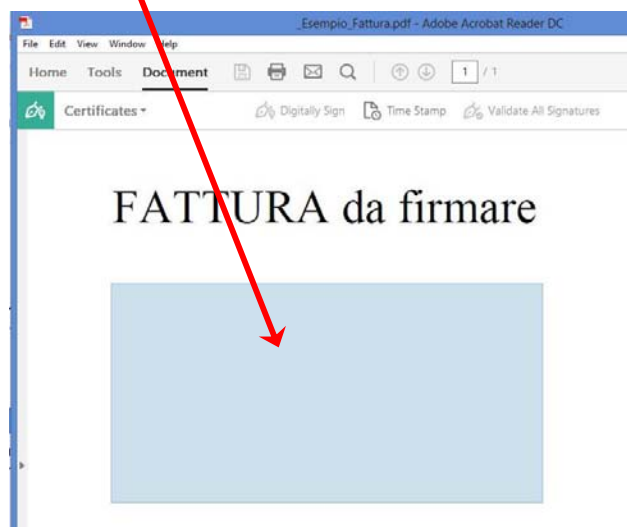 _Esempio_Fattura.pdf - Adobe Acrobat Reader DC
File Edit View Window Help
Home Tools Document 1 / 1
Certificates Digitally Sign Time Stamp Validate All Signatures
FATTURA da firmare